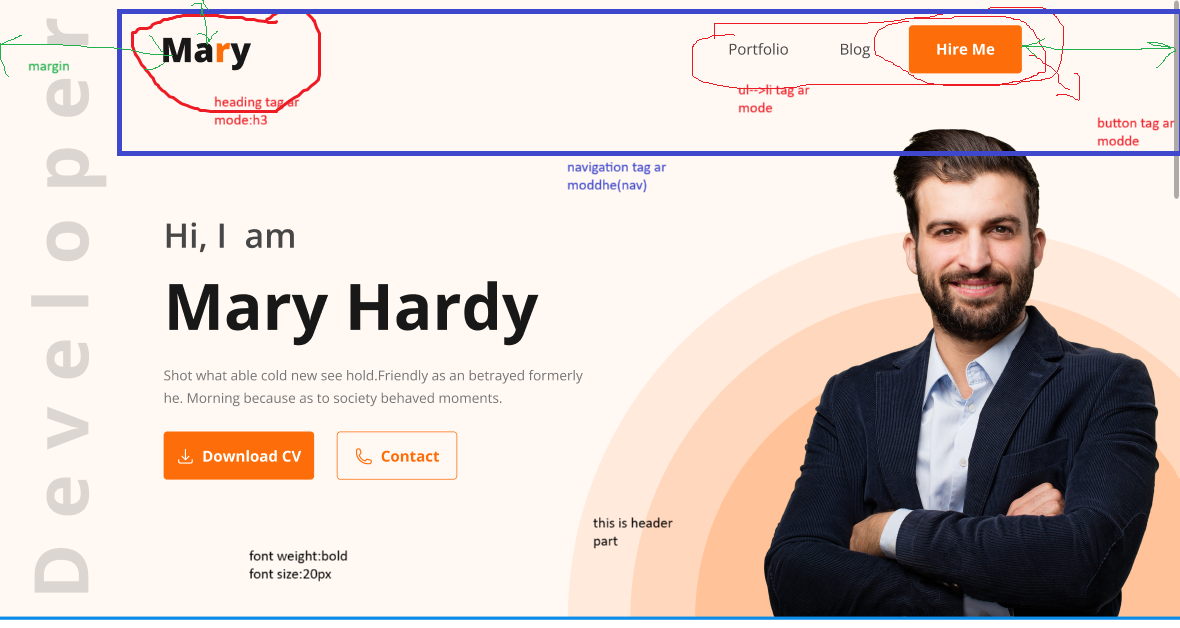 Developer
Mary
Portfolio
Blog
Hire Me
margin
heading tag ar
mode:h3
ul-->li tag ar
mode
button tag ar
modde
navigation tag ar
moddhe(nav)
Hi, I am
Mary Hardy
Shot what able cold new see hold.Friendly as an betrayed formerly
he. Morning because as to society behaved moments.
Download CV
Contact
this is header
part
font weight:bold
font size:20px